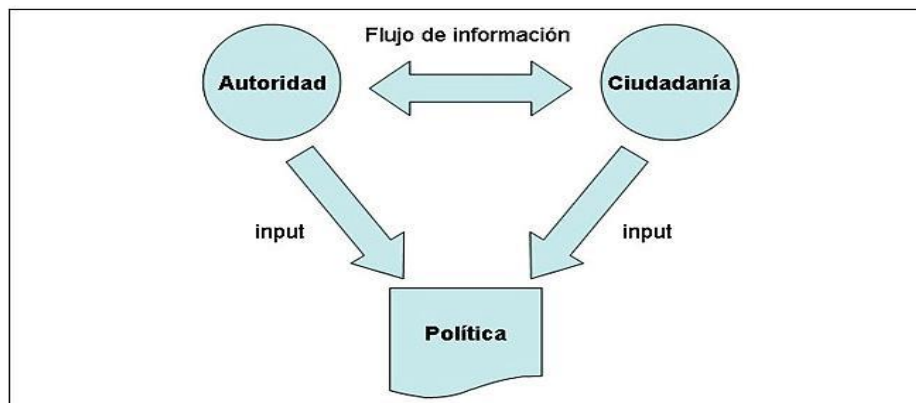 Flujo de información
Autoridad
Ciudadanía
input
input
Política